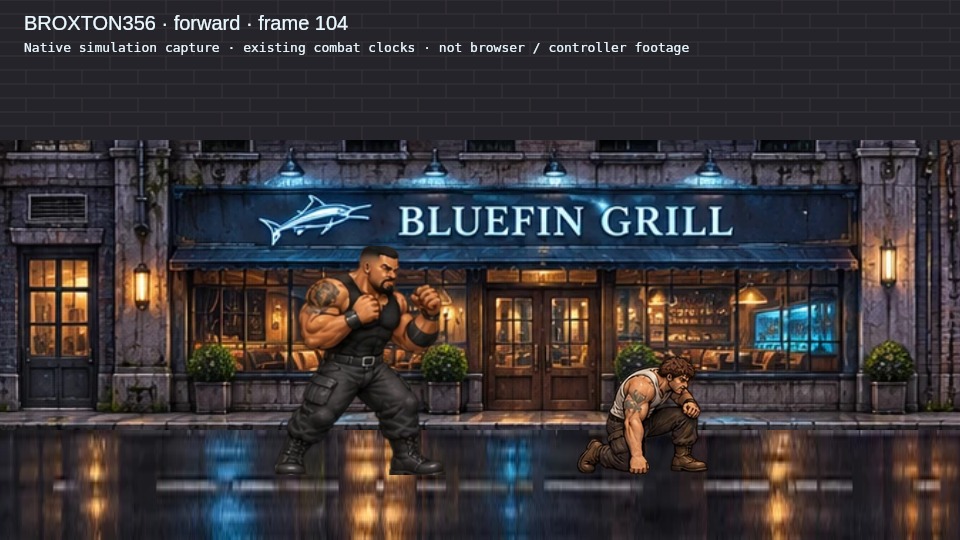 BROXTON356 · forward · frame 104
Native simulation capture · existing combat clocks · not browser / controller footage
BLUEFIN GRILL